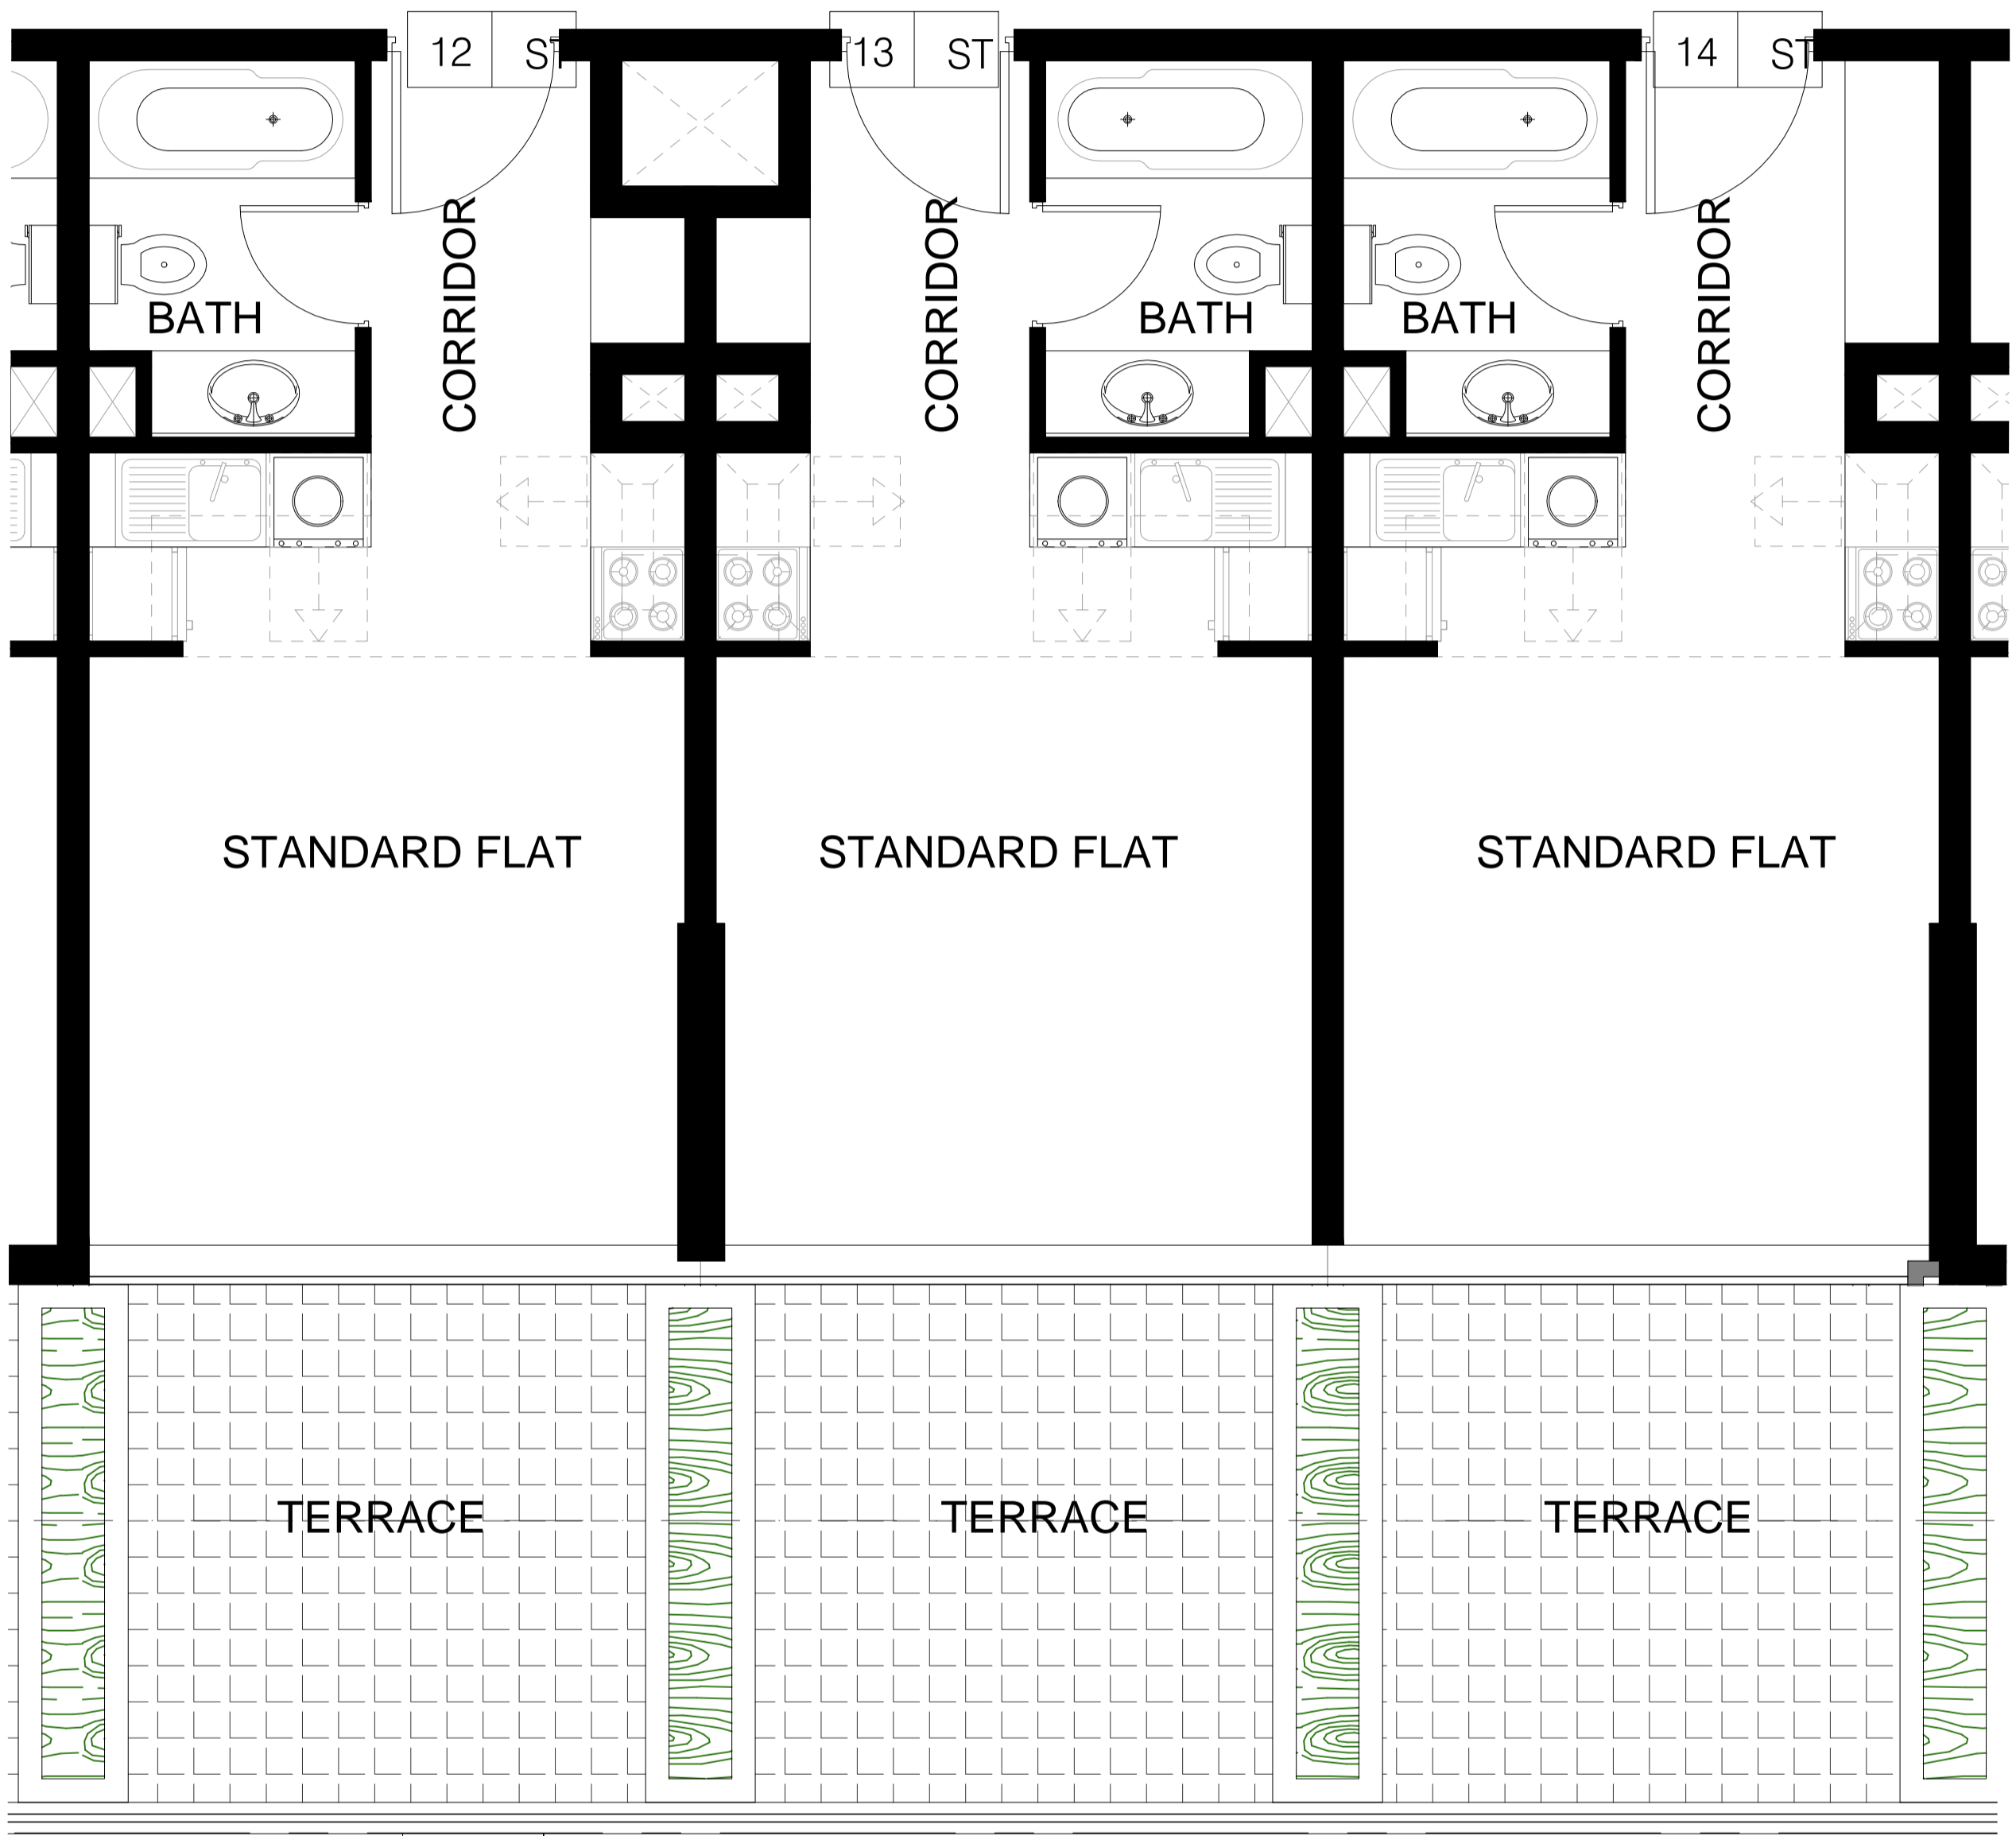 12 ST
13 ST
14 ST
CORRIDOR
CORRIDOR
CORRIDOR
BATH
BATH
BATH
STANDARD FLAT
STANDARD FLAT
STANDARD FLAT
TERRACE
TERRACE
TERRACE